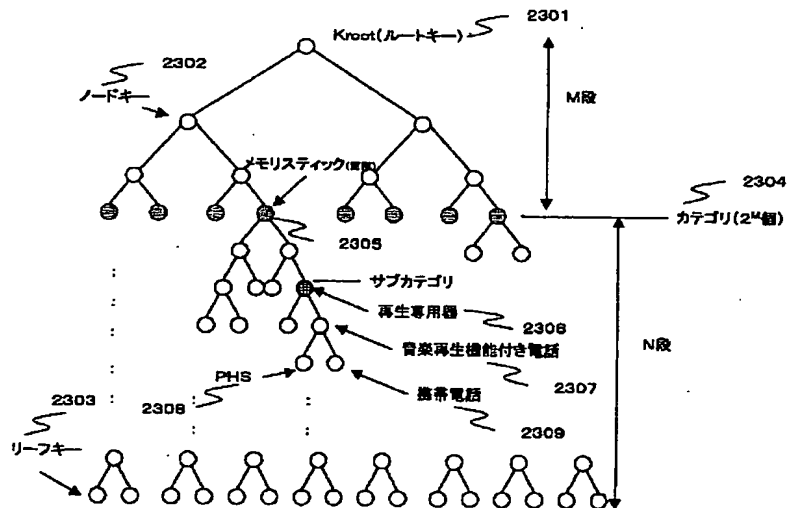 2301
Kroot(ルートキー)
2302
ノードキー
M段
メモリスティック
2304
カテゴリ(2^M個)
2305
サブカテゴリ
再生専用器
2306
音楽再生機能付き電話
N段
PHS
2307
2303
2308
携帯電話
2309
リーフキー